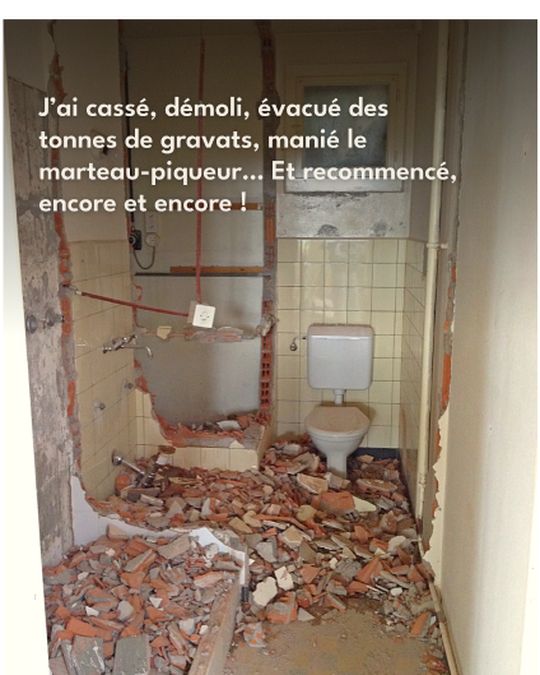 J’ai cassé, démoli, évacué des
tonnes de gravats, manié le
marteau-piqueur... Et recommencé,
encore et encore !